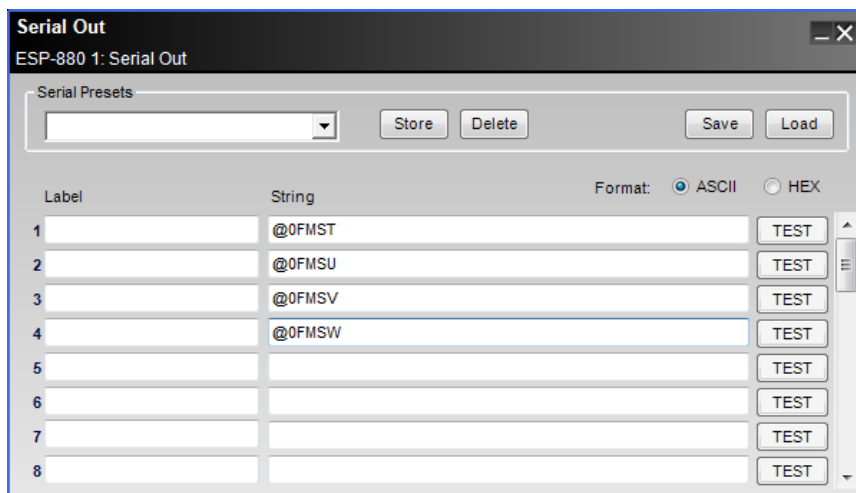 Serial Out
ESP-880 1: Serial Out
Serial Presets
Store Delete Save Load
Label String Format: ASCII HEX
1 @0FMST TEST
2 @0FMSU TEST
3 @0FMSV TEST
4 @0FMSW TEST
5 TEST
6 TEST
7 TEST
8 TEST